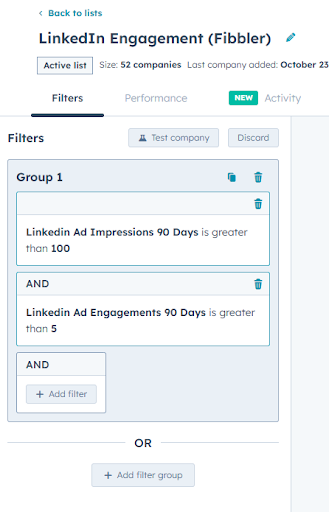 ‹ Back to lists
LinkedIn Engagement (Fibbler)
Active list Size: 52 companies Last company added: October 23
Filters Performance NEW Activity
Filters Test company Discard
Group 1
Linkedin Ad Impressions 90 Days is greater
than 100
AND
Linkedin Ad Engagements 90 Days is greater
than 5
AND
+ Add filter
OR
+ Add filter group